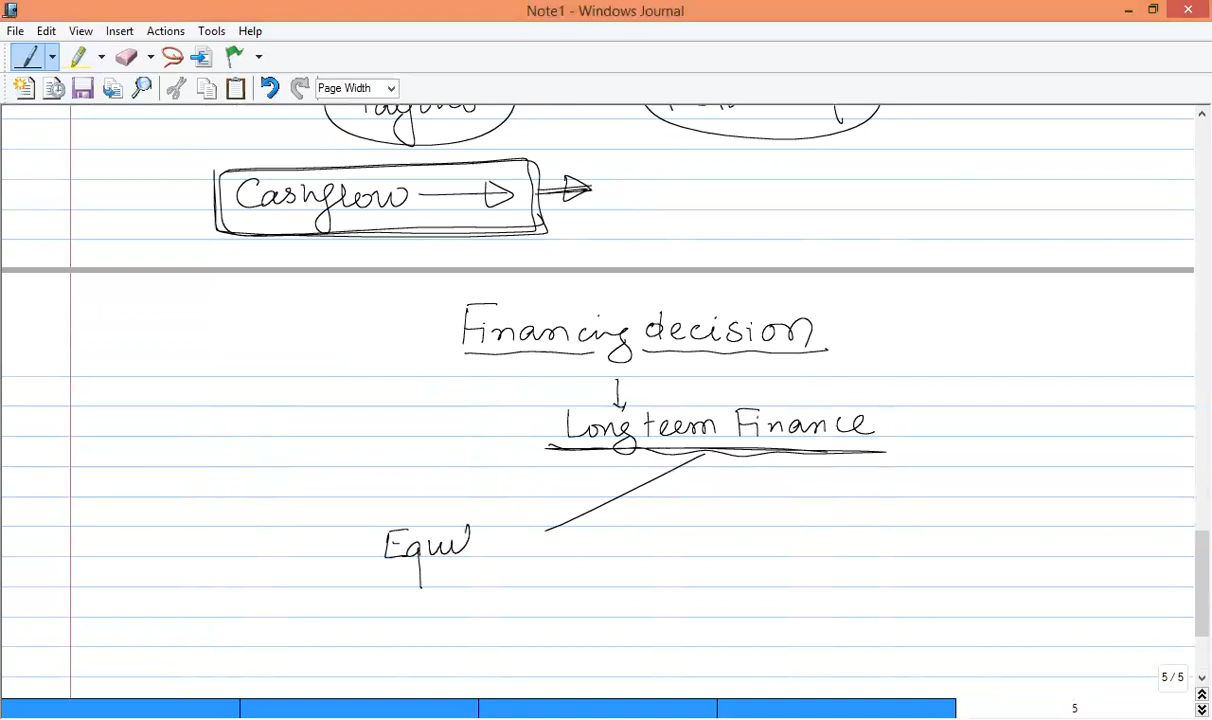 Note1 - Windows Journal
File Edit View Insert Actions Tools Help
Page Width
Cashflow
Financing decision
Long teem Finance
Equi
5 / 5
5